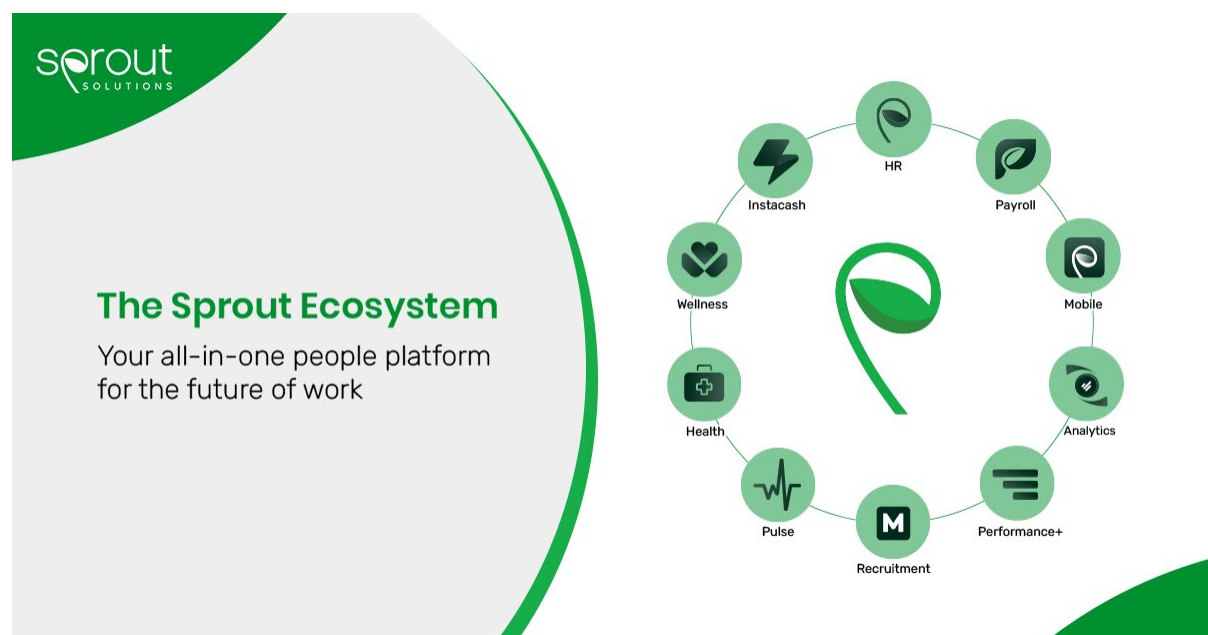 sprout
SOLUTIONS
The Sprout Ecosystem
Your all-in-one people platform
for the future of work
HR
Payroll
Mobile
Analytics
Performance+
M
Recruitment
Pulse
Health
Wellness
Instacash